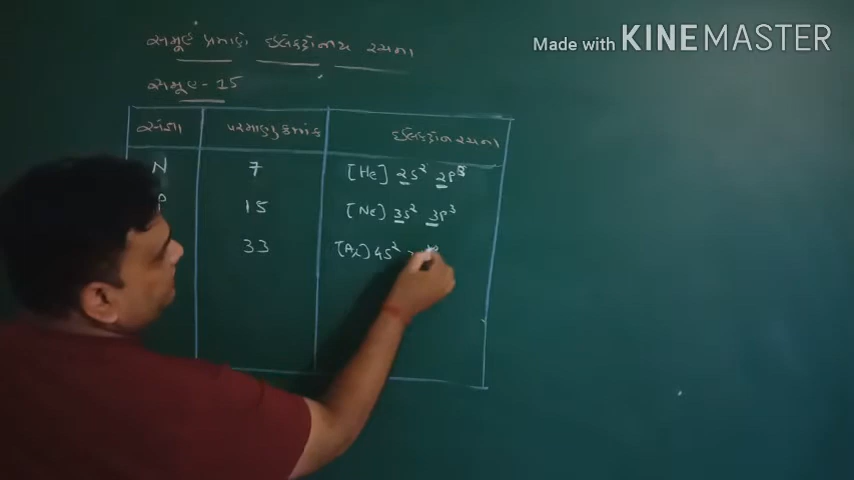 Made with KINEMASTER
સમૂહ પ્રમાણે ઇલેક્ટ્રોનીય રચના
સમૂહ - 15
સંજ્ઞા પરમાણુક્રમાંક ઇલેક્ટ્રોન રચના
N 7 [He] 2s² 2p³
P 15 [Ne] 3s² 3p³
33 [Ar] 4s²